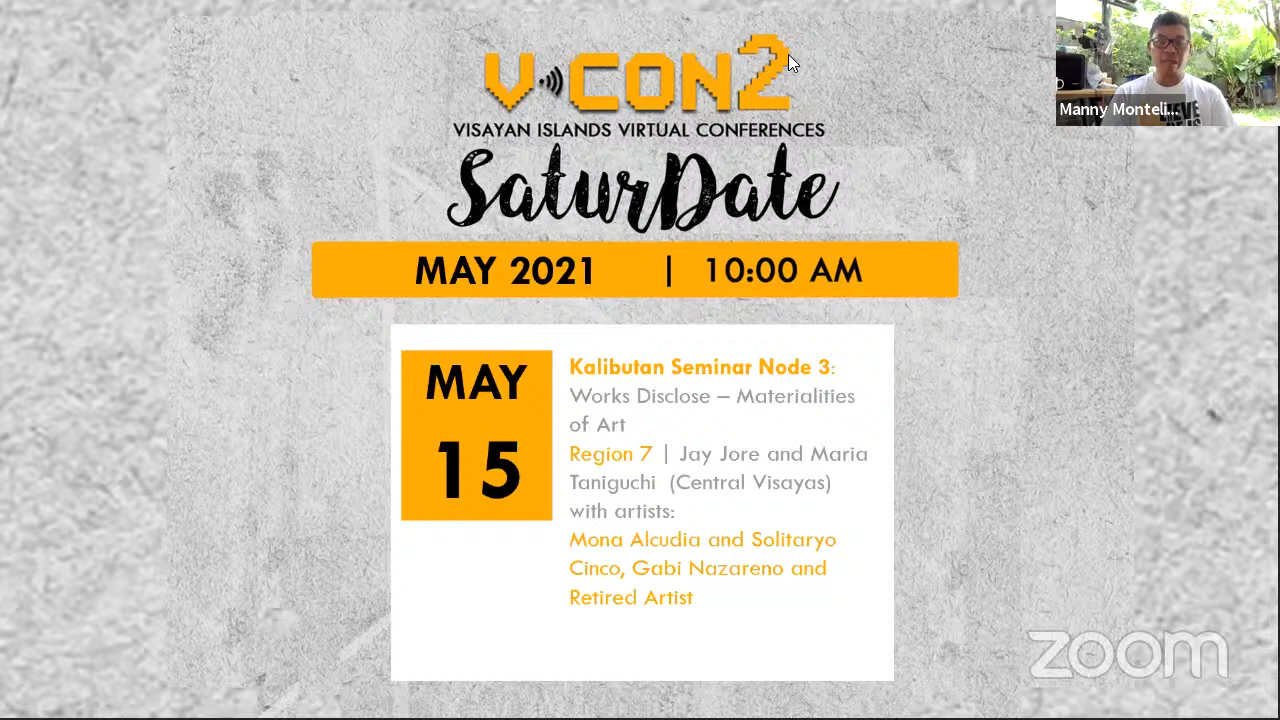 V CON2
VISAYAN ISLANDS VIRTUAL CONFERENCES
SaturDate
MAY 2021 | 10:00 AM
MAY
15
Kalibutan Seminar Node 3:
Works Disclose – Materialities
of Art
Region 7 | Jay Jore and Maria
Taniguchi (Central Visayas)
with artists:
Mona Alcudia and Solitaryo
Cinco, Gabi Nazareno and
Retired Artist
Manny Monteli...
zoom